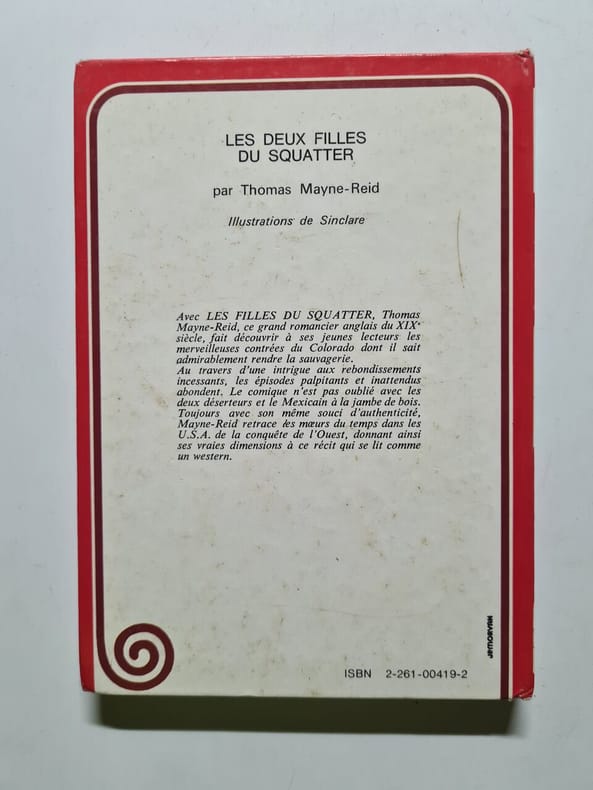 LES DEUX FILLES
DU SQUATTER
par Thomas Mayne-Reid
Illustrations de Sinclare
Avec LES FILLES DU SQUATTER, Thomas
Mayne-Reid, ce grand romancier anglais du XIXe
siècle, fait découvrir à ses jeunes lecteurs les
merveilleuses contrées du Colorado dont il sait
admirablement rendre la sauvagerie.
Au travers d'une intrigue aux rebondissements
incessants, les épisodes palpitants et inattendus
abondent. Le comique n'est pas oublié avec les
deux déserteurs et le Mexicain à la jambe de bois.
Toujours avec son même souci d'authenticité,
Mayne-Reid retrace les mœurs du temps dans les
U.S.A. de la conquête de l'Ouest, donnant ainsi
ses vraies dimensions à ce récit qui se lit comme
un western.
ISBN 2-261-00419-2